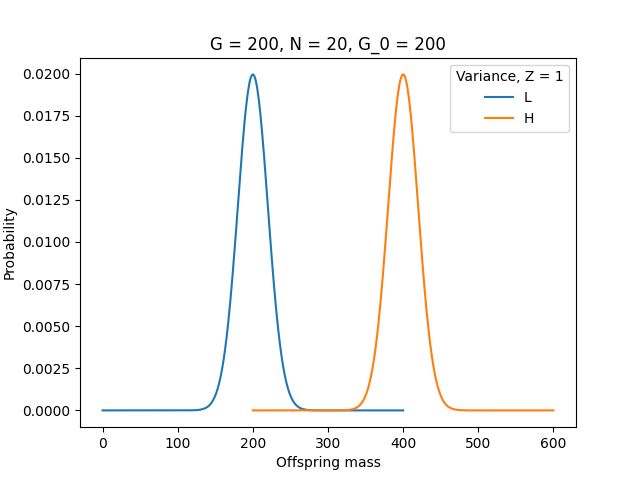 G = 200, N = 20, G_0 = 200
Variance, Z = 1
L
H
Probability
0.0200
0.0175
0.0150
0.0125
0.0100
0.0075
0.0050
0.0025
0.0000
0 100 200 300 400 500 600
Offspring mass